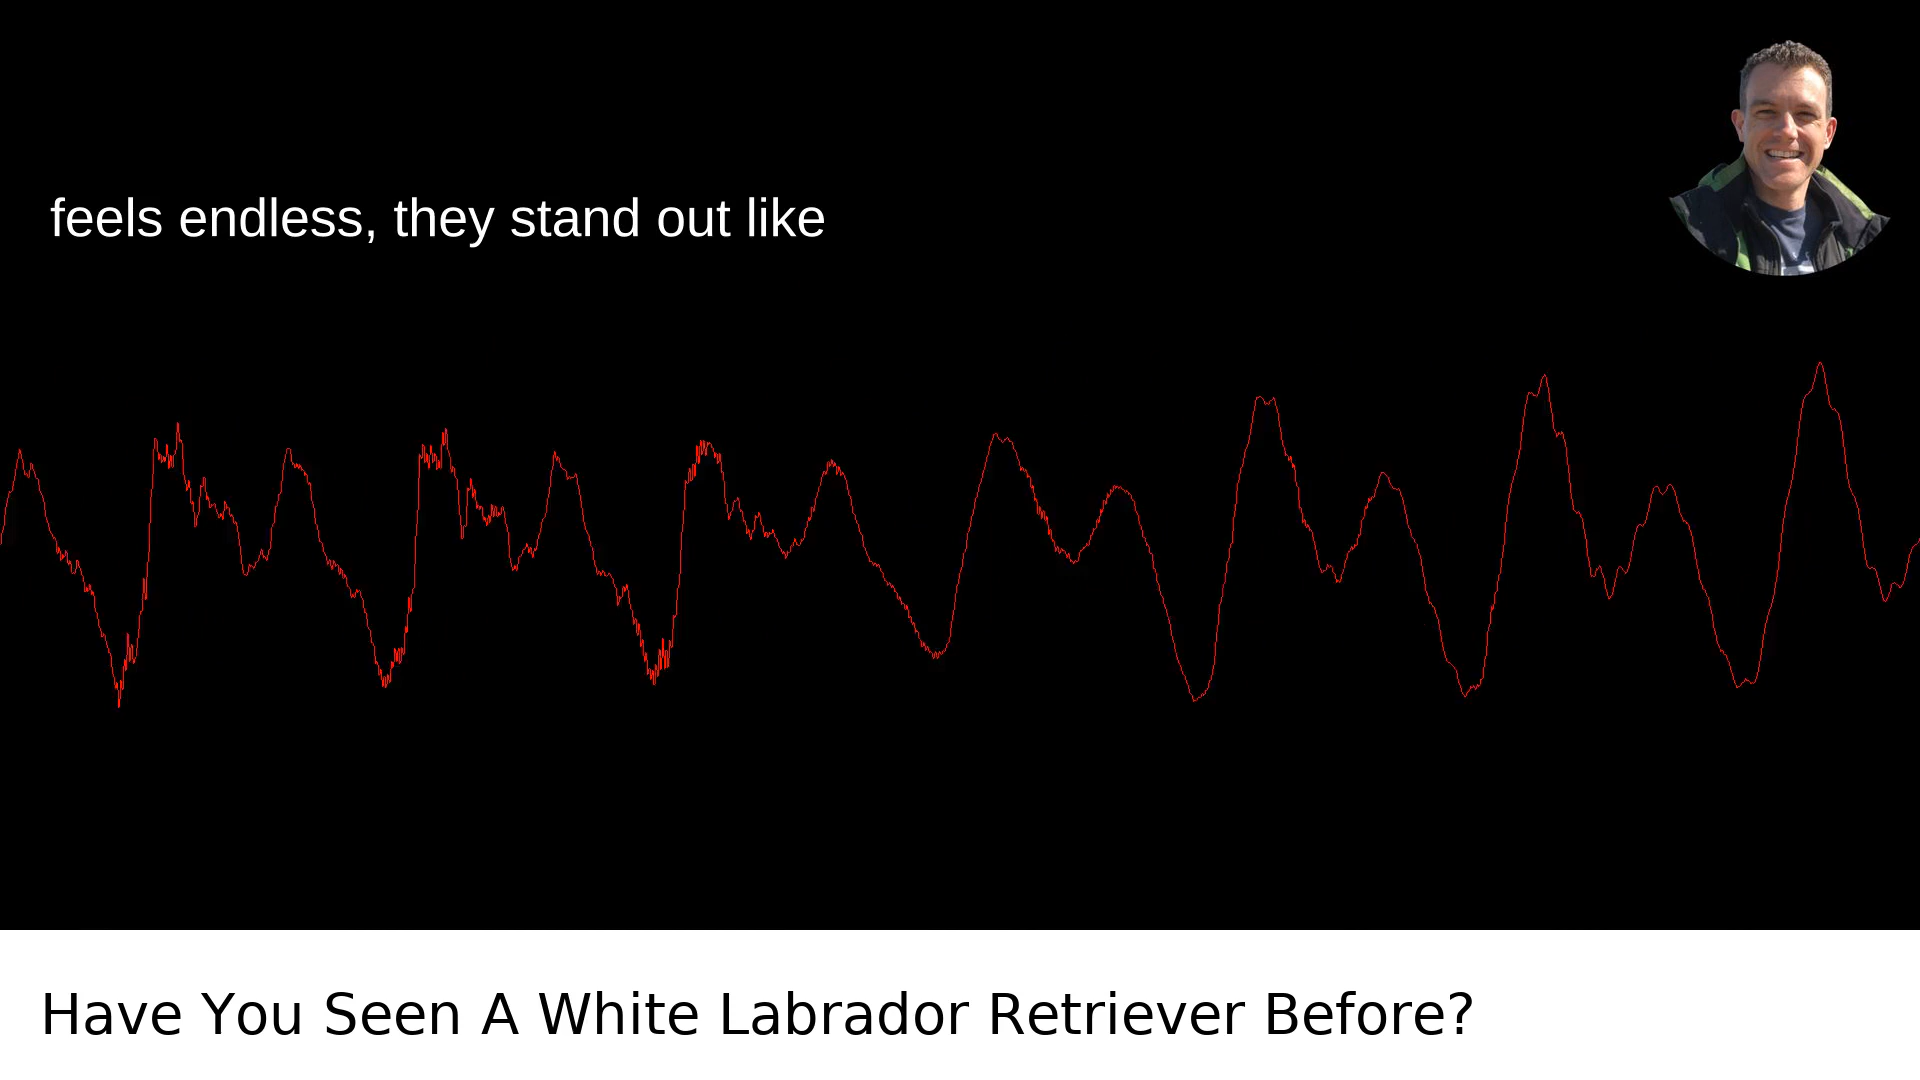 feels endless, they stand out like
Have You Seen A White Labrador Retriever Before?